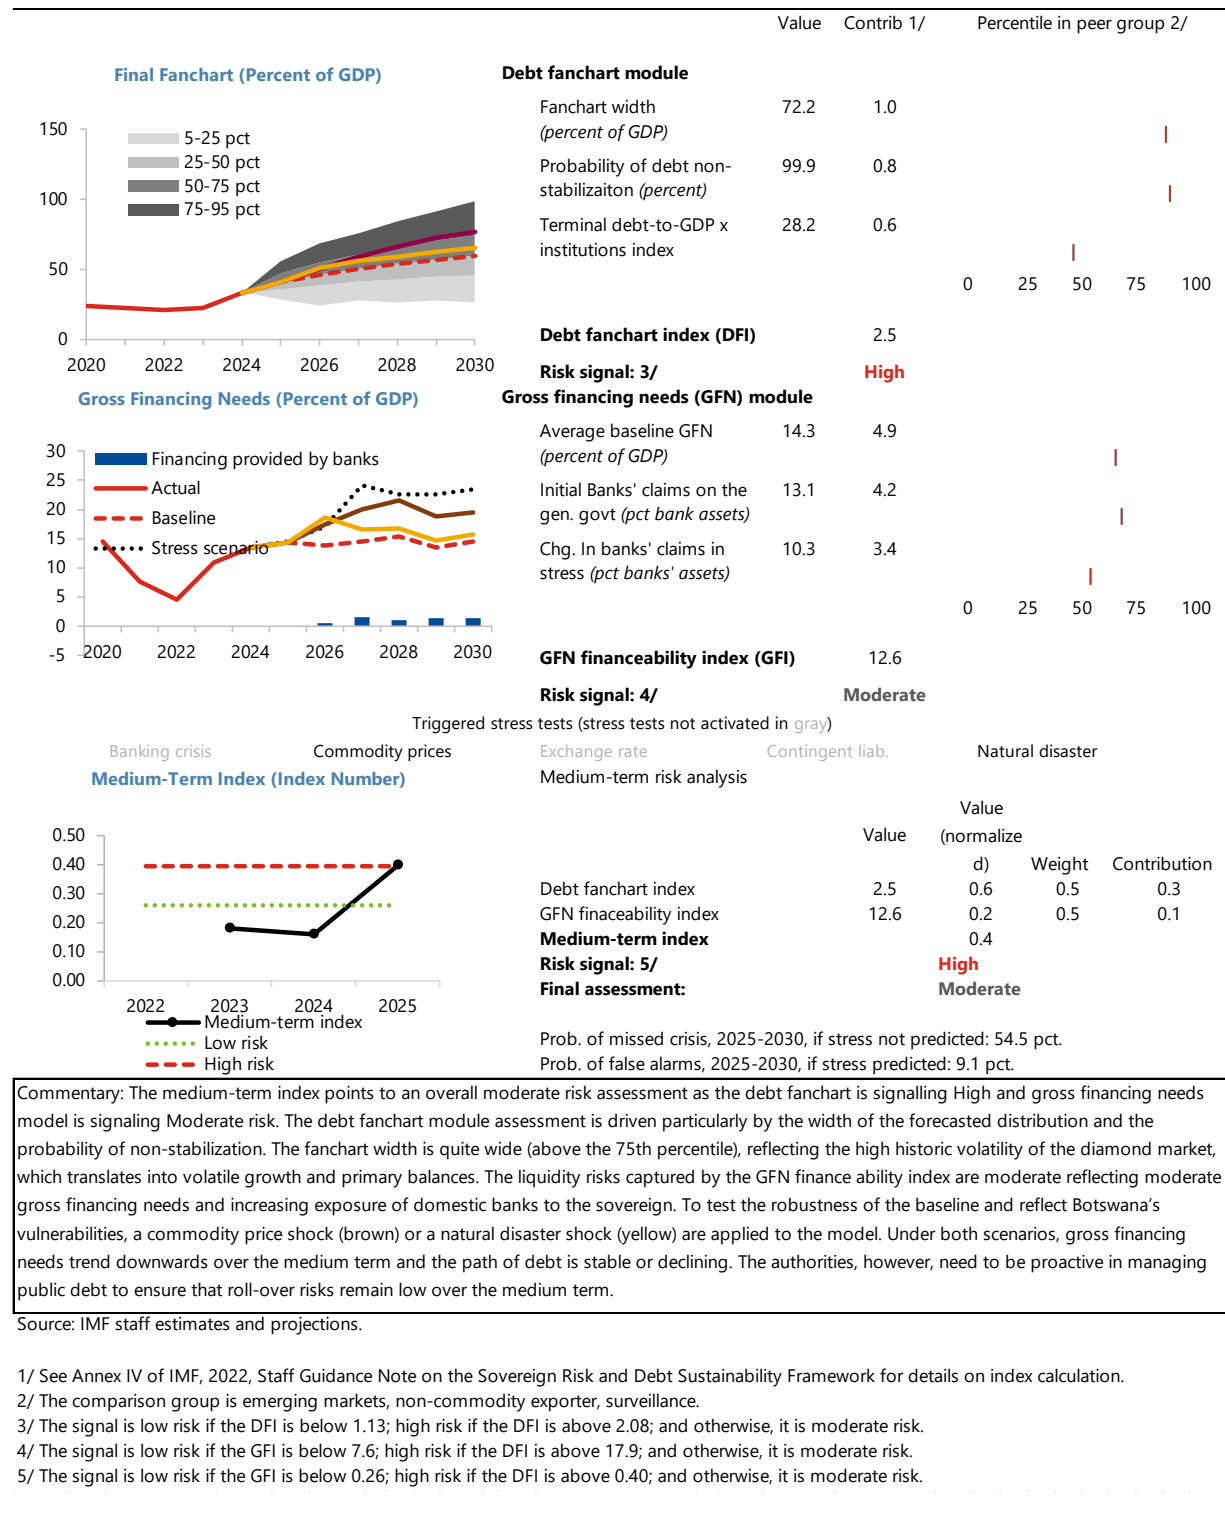 Value Contrib 1/ Percentile in peer group 2/
Final Fanchart (Percent of GDP)
150
100
50
0
5-25 pct
25-50 pct
50-75 pct
75-95 pct
2020 2022 2024 2026 2028 2030
Debt fanchart module
Fanchart width 72.2 1.0
(percent of GDP)
Probability of debt non- 99.9 0.8
stabilizaiton (percent)
Terminal debt-to-GDP x 28.2 0.6
institutions index
0 25 50 75 100
Debt fanchart index (DFI) 2.5
Risk signal: 3/ High
Gross Financing Needs (Percent of GDP)
30
25
20
15
10
5
0
-5
Financing provided by banks
Actual
Baseline
Stress scenario
2020 2022 2024 2026 2028 2030
Gross financing needs (GFN) module
Average baseline GFN 14.3 4.9
(percent of GDP)
Initial Banks' claims on the 13.1 4.2
gen. govt (pct bank assets)
Chg. In banks' claims in 10.3 3.4
stress (pct banks' assets)
0 25 50 75 100
GFN financeability index (GFI) 12.6
Risk signal: 4/ Moderate
Triggered stress tests (stress tests not activated in gray)
Banking crisis Commodity prices Exchange rate Contingent liab. Natural disaster
Medium-Term Index (Index Number)
0.50
0.40
0.30
0.20
0.10
0.00
2022 2023 2024 2025
Medium-term index
Low risk
High risk
Medium-term risk analysis
Value
Value (normalize
d) Weight Contribution
Debt fanchart index 2.5 0.6 0.5 0.3
GFN finaceability index 12.6 0.2 0.5 0.1
Medium-term index 0.4
Risk signal: 5/ High
Final assessment: Moderate
Prob. of missed crisis, 2025-2030, if stress not predicted: 54.5 pct.
Prob. of false alarms, 2025-2030, if stress predicted: 9.1 pct.
Commentary: The medium-term index points to an overall moderate risk assessment as the debt fanchart is signalling High and gross financing needs
model is signaling Moderate risk. The debt fanchart module assessment is driven particularly by the width of the forecasted distribution and the
probability of non-stabilization. The fanchart width is quite wide (above the 75th percentile), reflecting the high historic volatility of the diamond market,
which translates into volatile growth and primary balances. The liquidity risks captured by the GFN finance ability index are moderate reflecting moderate
gross financing needs and increasing exposure of domestic banks to the sovereign. To test the robustness of the baseline and reflect Botswana's
vulnerabilities, a commodity price shock (brown) or a natural disaster shock (yellow) are applied to the model. Under both scenarios, gross financing
needs trend downwards over the medium term and the path of debt is stable or declining. The authorities, however, need to be proactive in managing
public debt to ensure that roll-over risks remain low over the medium term.
Source: IMF staff estimates and projections.
1/ See Annex IV of IMF, 2022, Staff Guidance Note on the Sovereign Risk and Debt Sustainability Framework for details on index calculation.
2/ The comparison group is emerging markets, non-commodity exporter, surveillance.
3/ The signal is low risk if the DFI is below 1.13; high risk if the DFI is above 2.08; and otherwise, it is moderate risk.
4/ The signal is low risk if the GFI is below 7.6; high risk if the DFI is above 17.9; and otherwise, it is moderate risk.
5/ The signal is low risk if the GFI is below 0.26; high risk if the DFI is above 0.40; and otherwise, it is moderate risk.